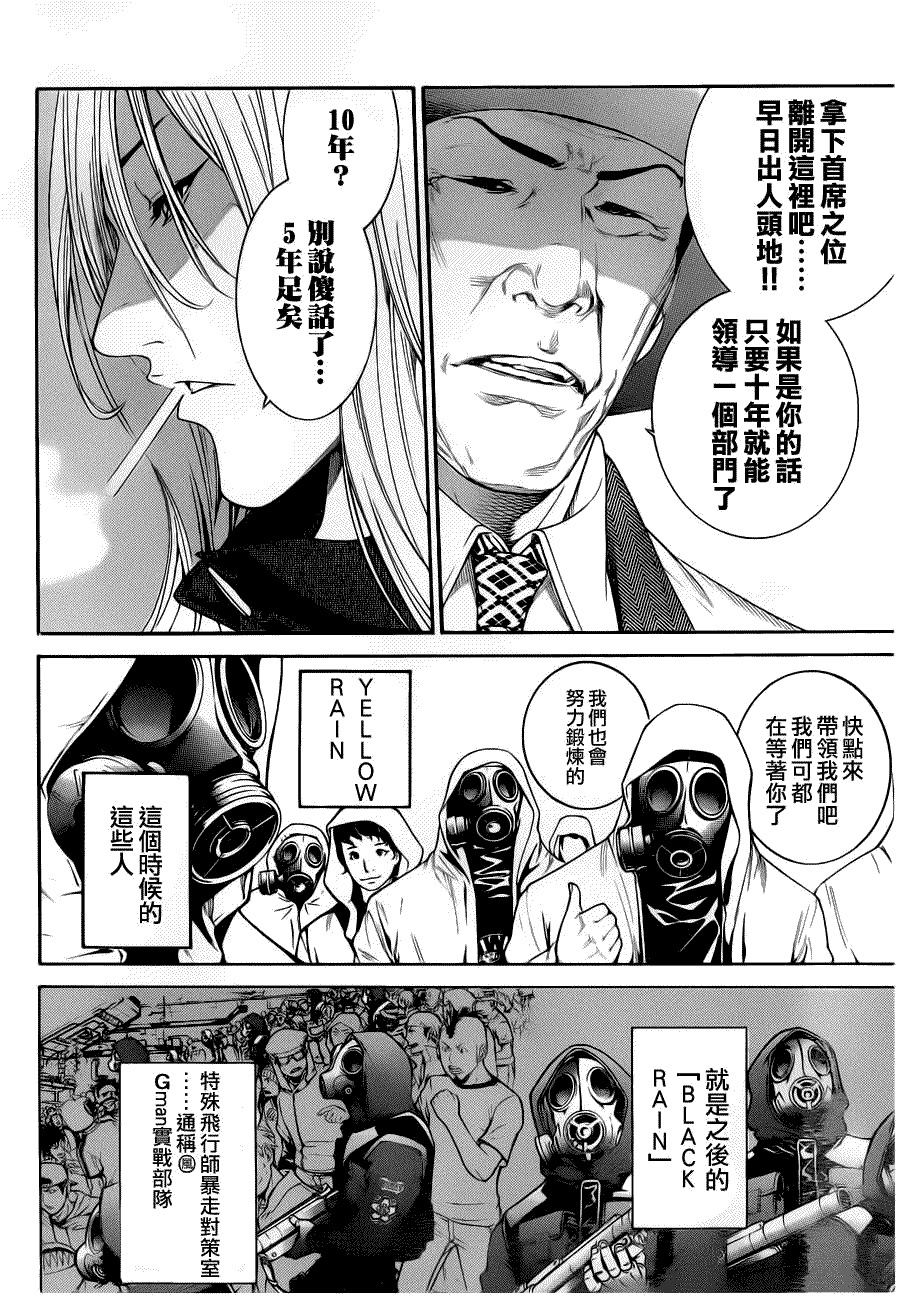 拿下首席之位
離開這裡吧……
早日出人頭地!!
如果是你的話
只要十年就能
領導一個部門了
10年？
別說傻話了…
5年足矣
快點來
帶領我們吧
我們可都
在等著你了
我們也會
努力鍛煉的
YELLOW
RAIN
這個時候的
這些人
就是之後的
「BLACK
RAIN」
特殊飛行師暴走對策室
……通稱㊄
Gman實戰部隊